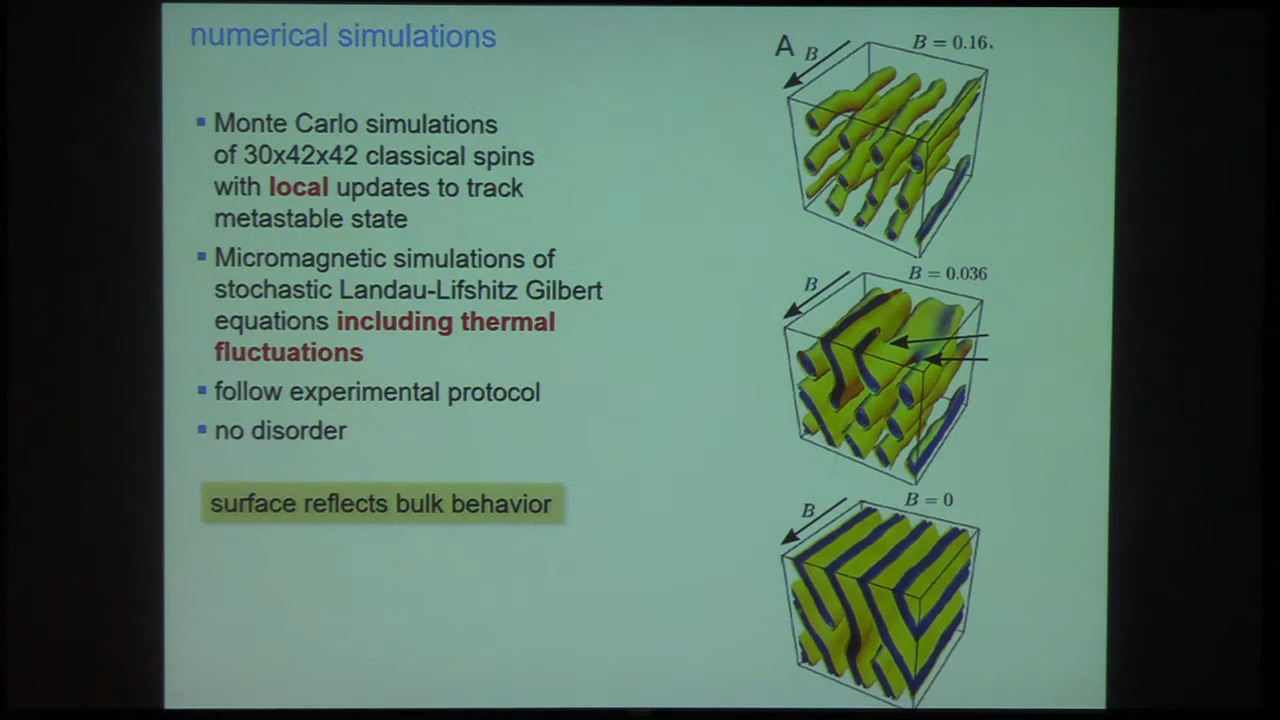 numerical simulations
Monte Carlo simulations
of 30x42x42 classical spins
with local updates to track
metastable state
Micromagnetic simulations of
stochastic Landau-Lifshitz Gilbert
equations including thermal
fluctuations
follow experimental protocol
no disorder
surface reflects bulk behavior
A
B
B = 0.16.
B
B = 0.036
B
B = 0